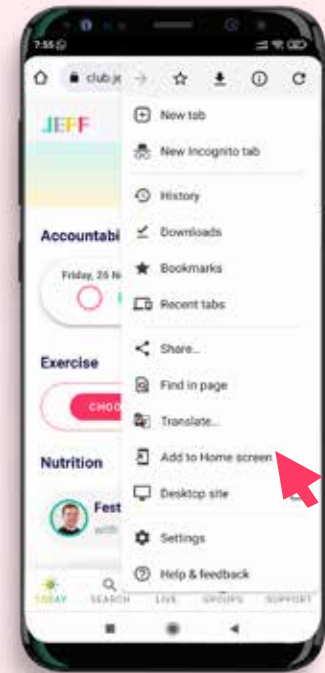 7:55
club.je
New tab
JEFF
New Incognito tab
History
Accountabi
Downloads
Friday, 26 N
Bookmarks
Recent tabs
Share...
Exercise
Find in page
CHOO
Translate...
Add to Home screen
Nutrition
Desktop site
Fest
with
Settings
Help & feedback
TODAY SEARCH LIVE GROUPS SUPPORT